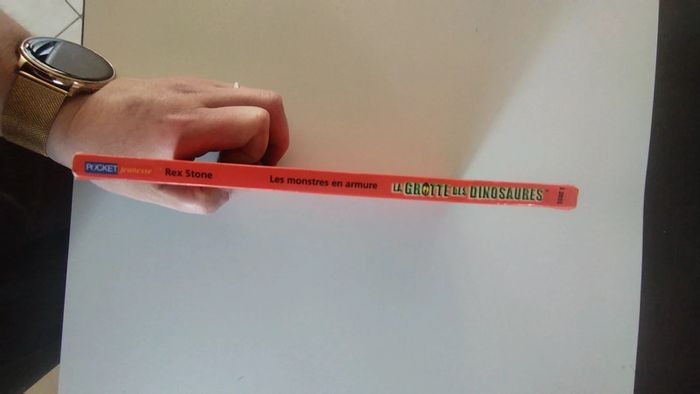 POCKET jeunesse Rex Stone Les monstres en armure LA GROTTE DES DINOSAURES